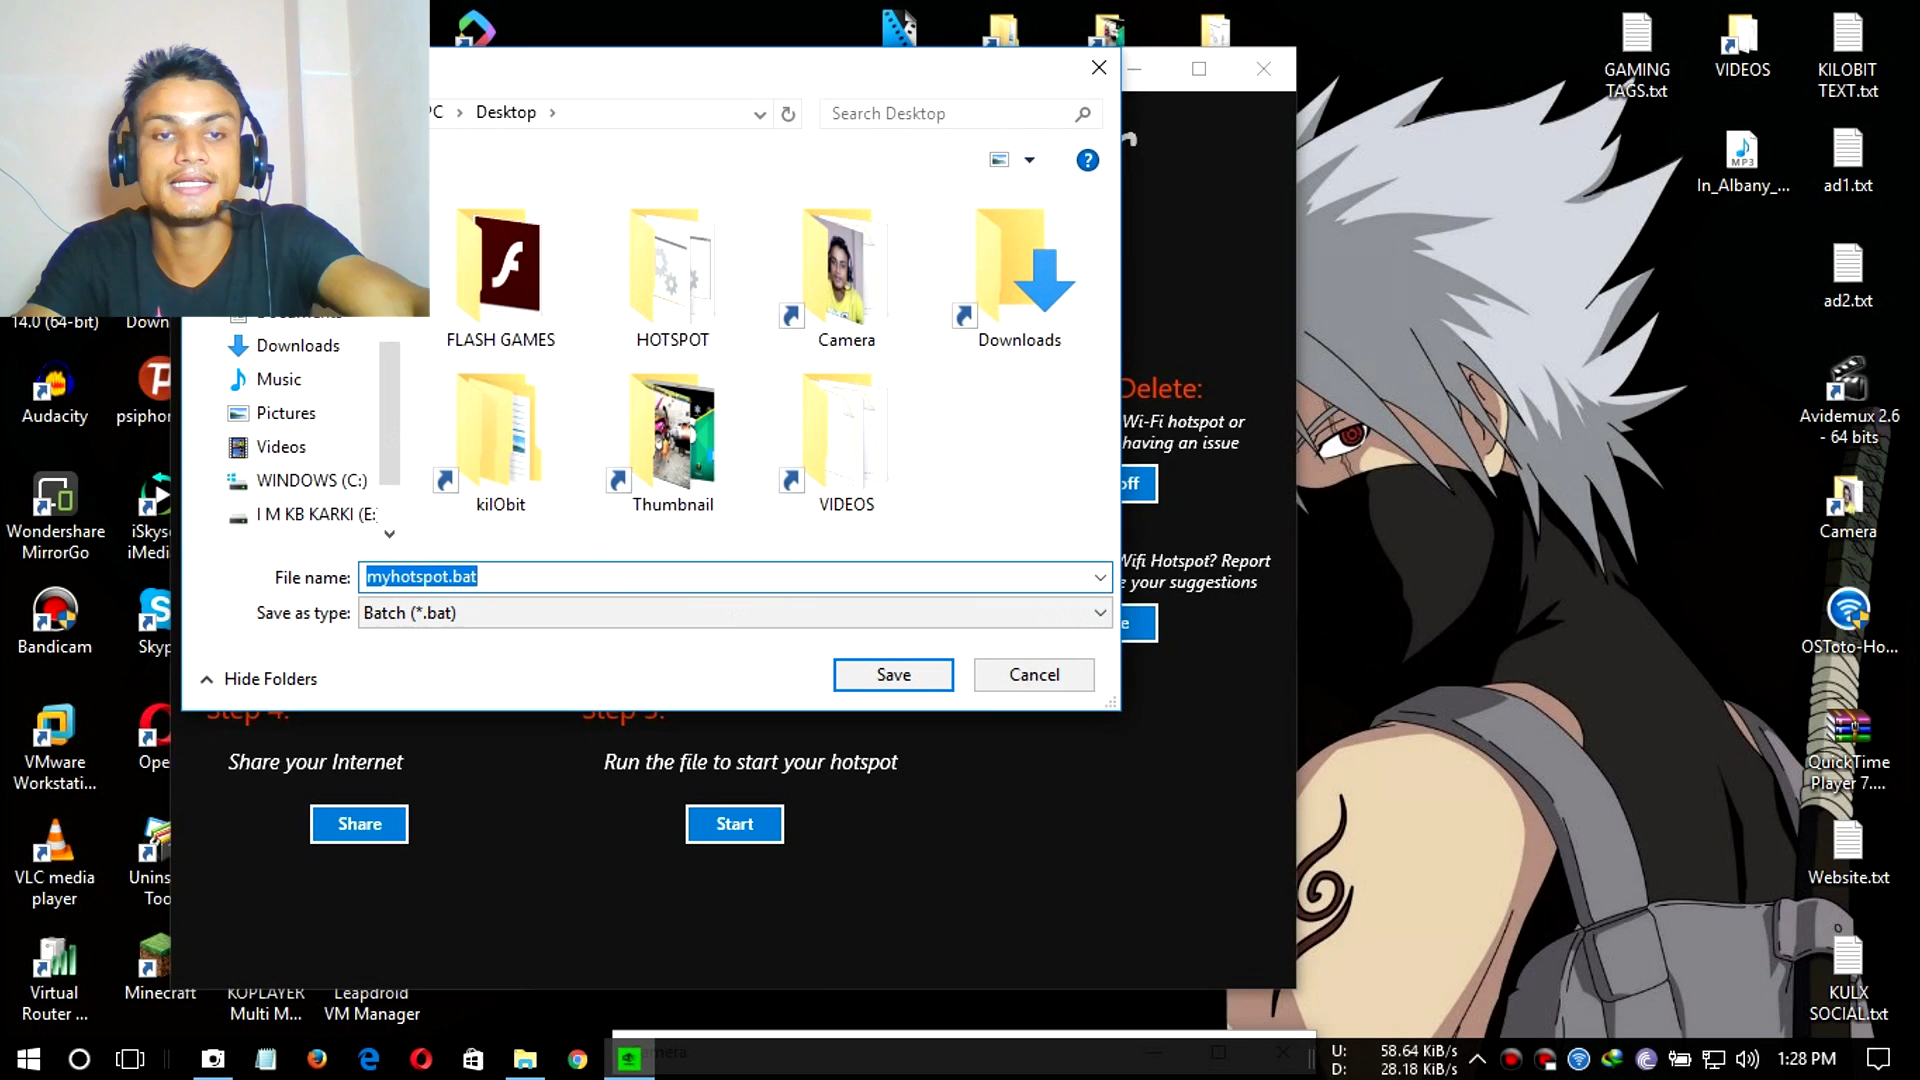 PC > Desktop >
Search Desktop
FLASH GAMES
HOTSPOT
Camera
Downloads
Downloads
Music
Pictures
Videos
WINDOWS (C:)
I M KB KARKI (E:
kilObit
Thumbnail
VIDEOS
File name:
myhotspot.bat
Save as type:
Batch (*.bat)
Hide Folders
Save
Cancel
Delete:
Wi-Fi hotspot or
having an issue
off
Wifi Hotspot? Report
your suggestions
Step 4:
Step 5:
Share your Internet
Run the file to start your hotspot
Share
Start
14.0 (64-bit)
Down
Audacity
psiphon
Wondershare
MirrorGo
iSkyso
iMedia
Bandicam
Skyp
VMware
Workstati...
Ope
VLC media
player
Unins
Too
Virtual
Router ...
Minecraft
KOPLAYER
Multi M...
Leapdroid
VM Manager
GAMING
TAGS.txt
VIDEOS
KILOBIT
TEXT.txt
MP3
In_Albany_...
ad1.txt
ad2.txt
Avidemux 2.6
- 64 bits
Camera
OSToto-Ho...
QuickTime
Player 7....
Website.txt
KULX
SOCIAL.txt
U: 58.64 KiB/s
D: 28.18 KiB/s
1:28 PM